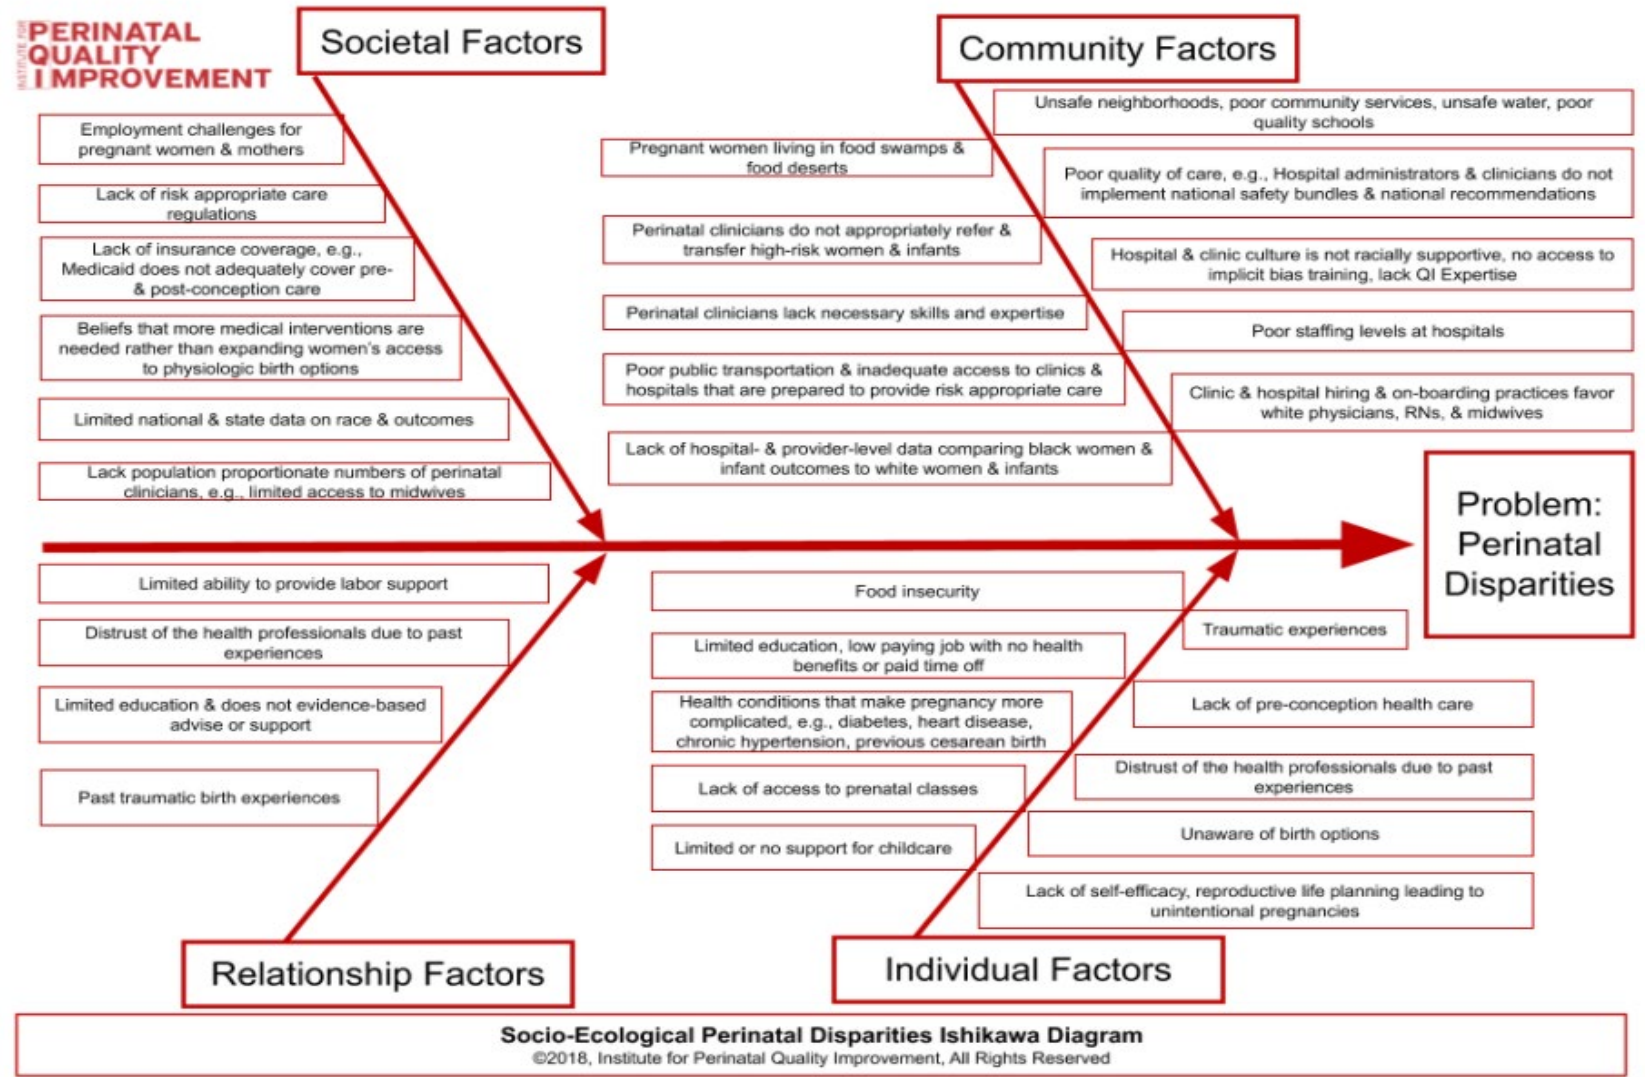 INSTITUTE FOR
PERINATAL
QUALITY
IMPROVEMENT
Societal Factors
Employment challenges for
pregnant women & mothers
Lack of risk appropriate care
regulations
Lack of insurance coverage, e.g.,
Medicaid does not adequately cover pre-
& post-conception care
Beliefs that more medical interventions are
needed rather than expanding women's access
to physiologic birth options
Limited national & state data on race & outcomes
Lack population proportionate numbers of perinatal
clinicians, e.g., limited access to midwives
Community Factors
Pregnant women living in food swamps &
food deserts
Perinatal clinicians do not appropriately refer &
transfer high-risk women & infants
Perinatal clinicians lack necessary skills and expertise
Poor public transportation & inadequate access to clinics &
hospitals that are prepared to provide risk appropriate care
Lack of hospital- & provider-level data comparing black women &
infant outcomes to white women & infants
Unsafe neighborhoods, poor community services, unsafe water, poor
quality schools
Poor quality of care, e.g., Hospital administrators & clinicians do not
implement national safety bundles & national recommendations
Hospital & clinic culture is not racially supportive, no access to
implicit bias training, lack QI Expertise
Poor staffing levels at hospitals
Clinic & hospital hiring & on-boarding practices favor
white physicians, RNs, & midwives
Problem:
Perinatal
Disparities
Limited ability to provide labor support
Distrust of the health professionals due to past
experiences
Limited education & does not evidence-based
advise or support
Past traumatic birth experiences
Relationship Factors
Food insecurity
Limited education, low paying job with no health
benefits or paid time off
Health conditions that make pregnancy more
complicated, e.g., diabetes, heart disease,
chronic hypertension, previous cesarean birth
Lack of access to prenatal classes
Limited or no support for childcare
Traumatic experiences
Lack of pre-conception health care
Distrust of the health professionals due to past
experiences
Unaware of birth options
Lack of self-efficacy, reproductive life planning leading to
unintentional pregnancies
Individual Factors
Socio-Ecological Perinatal Disparities Ishikawa Diagram
©2018, Institute for Perinatal Quality Improvement, All Rights Reserved